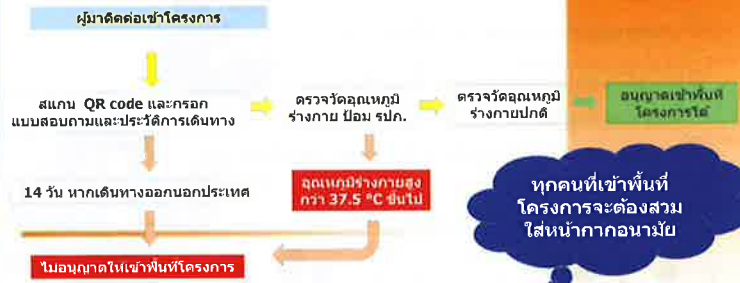 ผู้มาติดต่อเข้าโครงการ
สแกน QR code และกรอก
แบบสอบถามและประวัติการเดินทาง
ตรวจวัดอุณหภูมิ
ร่างกาย ป้อม รปภ.
ตรวจวัดอุณหภูมิ
ร่างกายปกติ
อนุญาตเข้าพื้นที่
โครงการได้
14 วัน หากเดินทางออกนอกประเทศ
อุณหภูมิร่างกายสูง
กว่า 37.5 °C ขึ้นไป
ทุกคนที่เข้าพื้นที่
โครงการจะต้องสวม
ใส่หน้ากากอนามัย
ไม่อนุญาตให้เข้าพื้นที่โครงการ